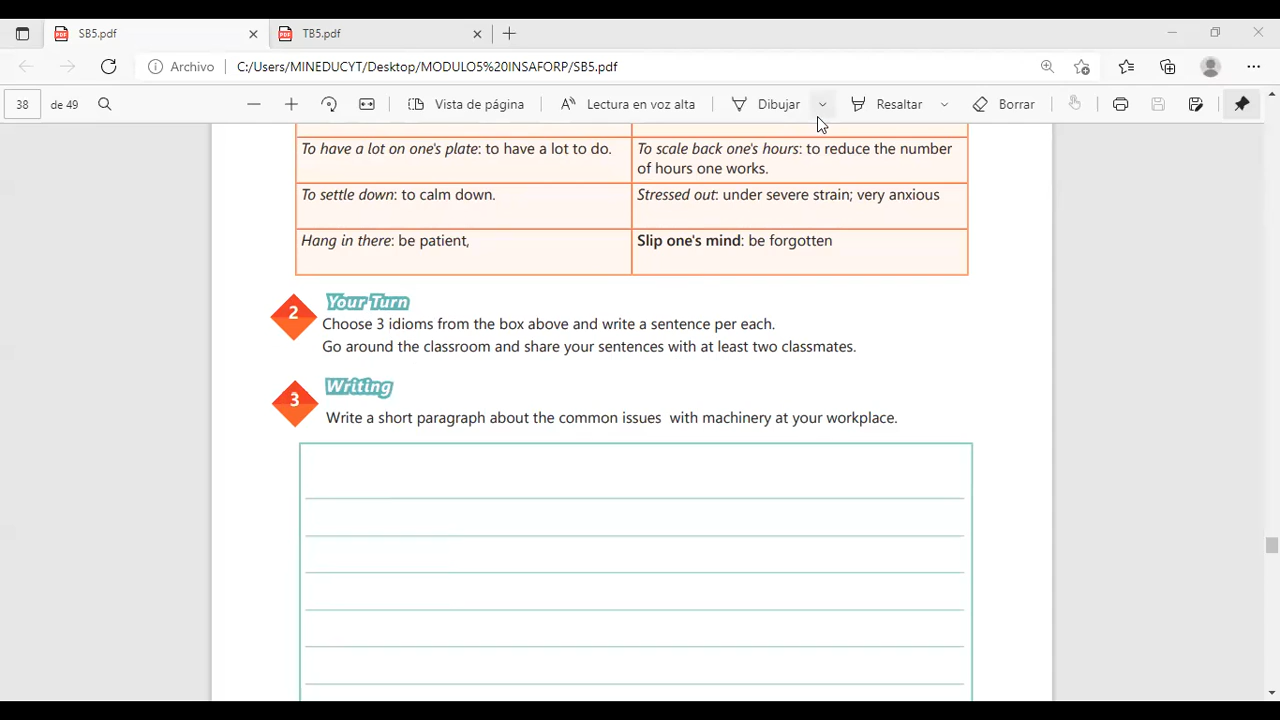 SB5.pdf
TB5.pdf
Archivo
C:/Users/MINEDUCYT/Desktop/MODULO5%20INSAFORP/SB5.pdf
38 de 49
Vista de página
Lectura en voz alta
Dibujar
Resaltar
Borrar
To have a lot on one's plate: to have a lot to do.
To scale back one's hours: to reduce the number
of hours one works.
To settle down: to calm down.
Stressed out: under severe strain; very anxious
Hang in there: be patient,
Slip one's mind: be forgotten
2
Your Turn
Choose 3 idioms from the box above and write a sentence per each.
Go around the classroom and share your sentences with at least two classmates.
3
Writing
Write a short paragraph about the common issues with machinery at your workplace.